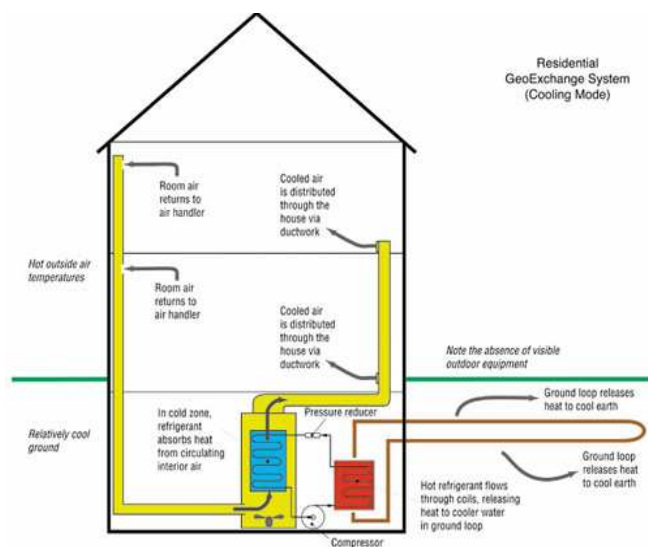 Residential
GeoExchange System
(Cooling Mode)
Room air
returns to
air handler
Cooled air
is distributed
through the
house via
ductwork
Hot outside air
temperatures
Room air
returns to
air handler
Cooled air
is distributed
through the
house via
ductwork
Note the absence of visible
outdoor equipment
Relatively cool
ground
In cold zone,
refrigerant
absorbs heat
from circulating
interior air
Pressure reducer
Ground loop releases
heat to cool earth
Ground loop
releases heat
to cool earth
Hot refrigerant flows
through coils, releasing
heat to cooler water
in ground loop
Compressor